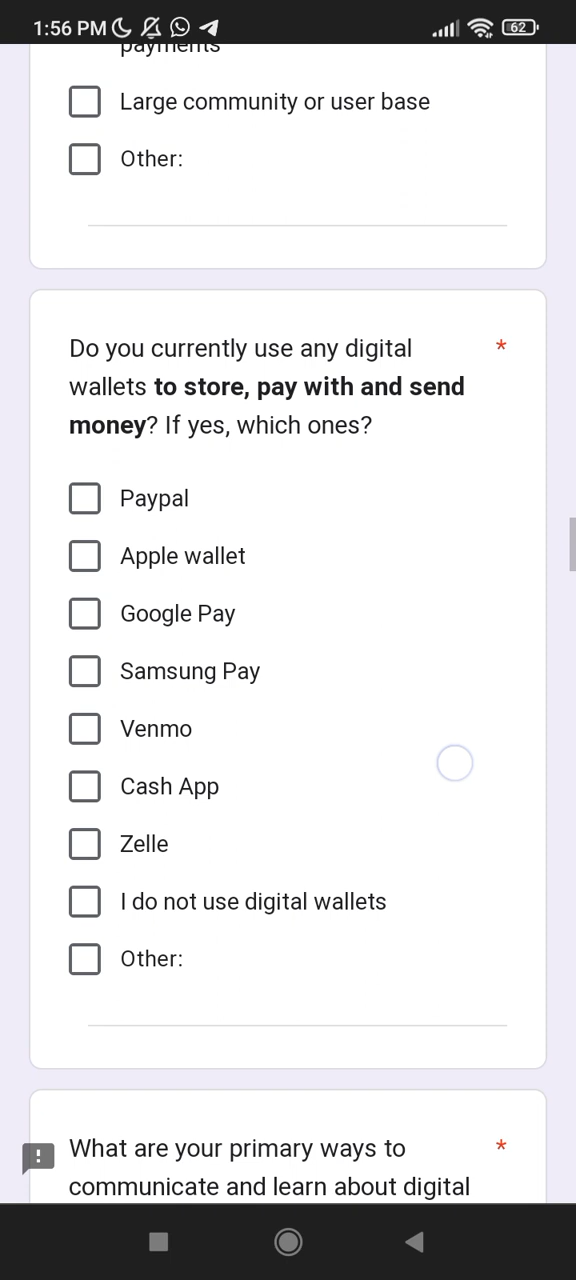 1:56 PM
62
payments
Large community or user base
Other:
Do you currently use any digital *
wallets to store, pay with and send
money? If yes, which ones?
Paypal
Apple wallet
Google Pay
Samsung Pay
Venmo
Cash App
Zelle
I do not use digital wallets
Other:
What are your primary ways to *
communicate and learn about digital